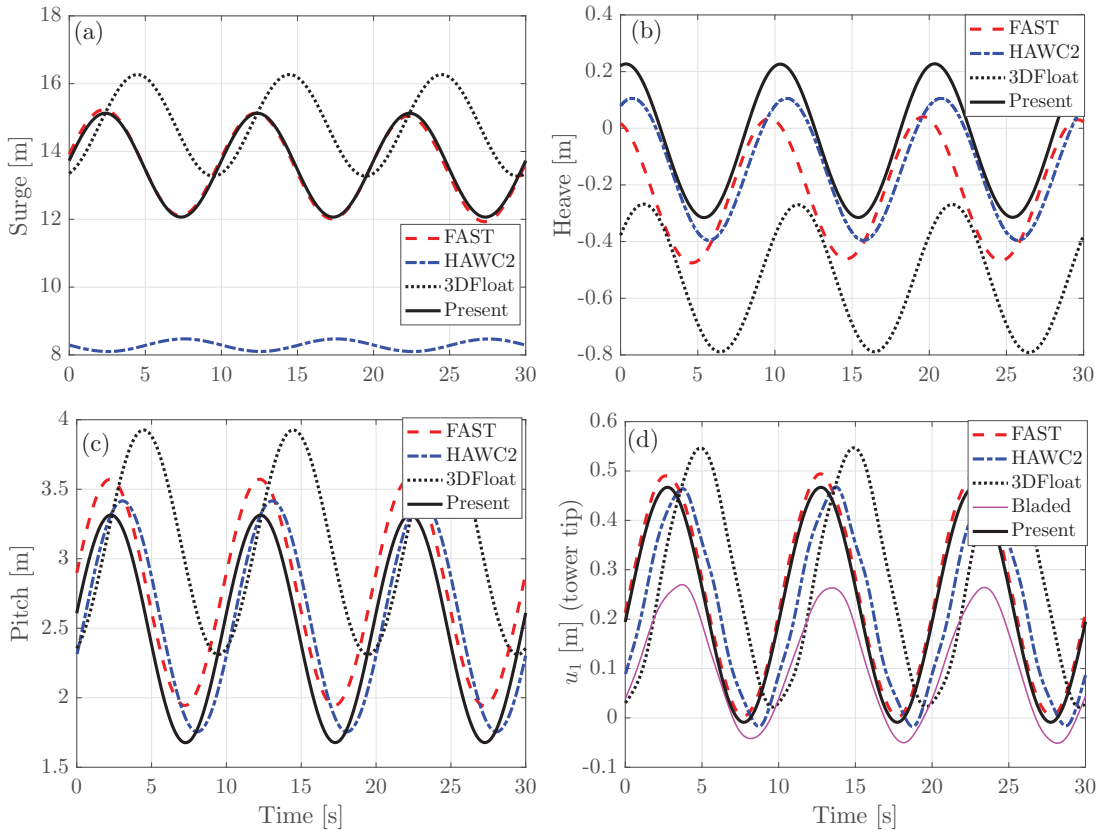 (a)
Surge [m]
18
16
14
12
10
8
0 5 10 15 20 25 30
FAST
HAWC2
3DFloat
Present
(b)
Heave [m]
0.4
0.2
0
-0.2
-0.4
-0.6
-0.8
0 5 10 15 20 25 30
FAST
HAWC2
3DFloat
Present
(c)
Pitch [m]
4
3.5
3
2.5
2
1.5
0 5 10 15 20 25 30
Time [s]
FAST
HAWC2
3DFloat
Present
(d)
u₁ [m] (tower tip)
0.6
0.5
0.4
0.3
0.2
0.1
0
-0.1
0 5 10 15 20 25 30
Time [s]
FAST
HAWC2
3DFloat
Bladed
Present